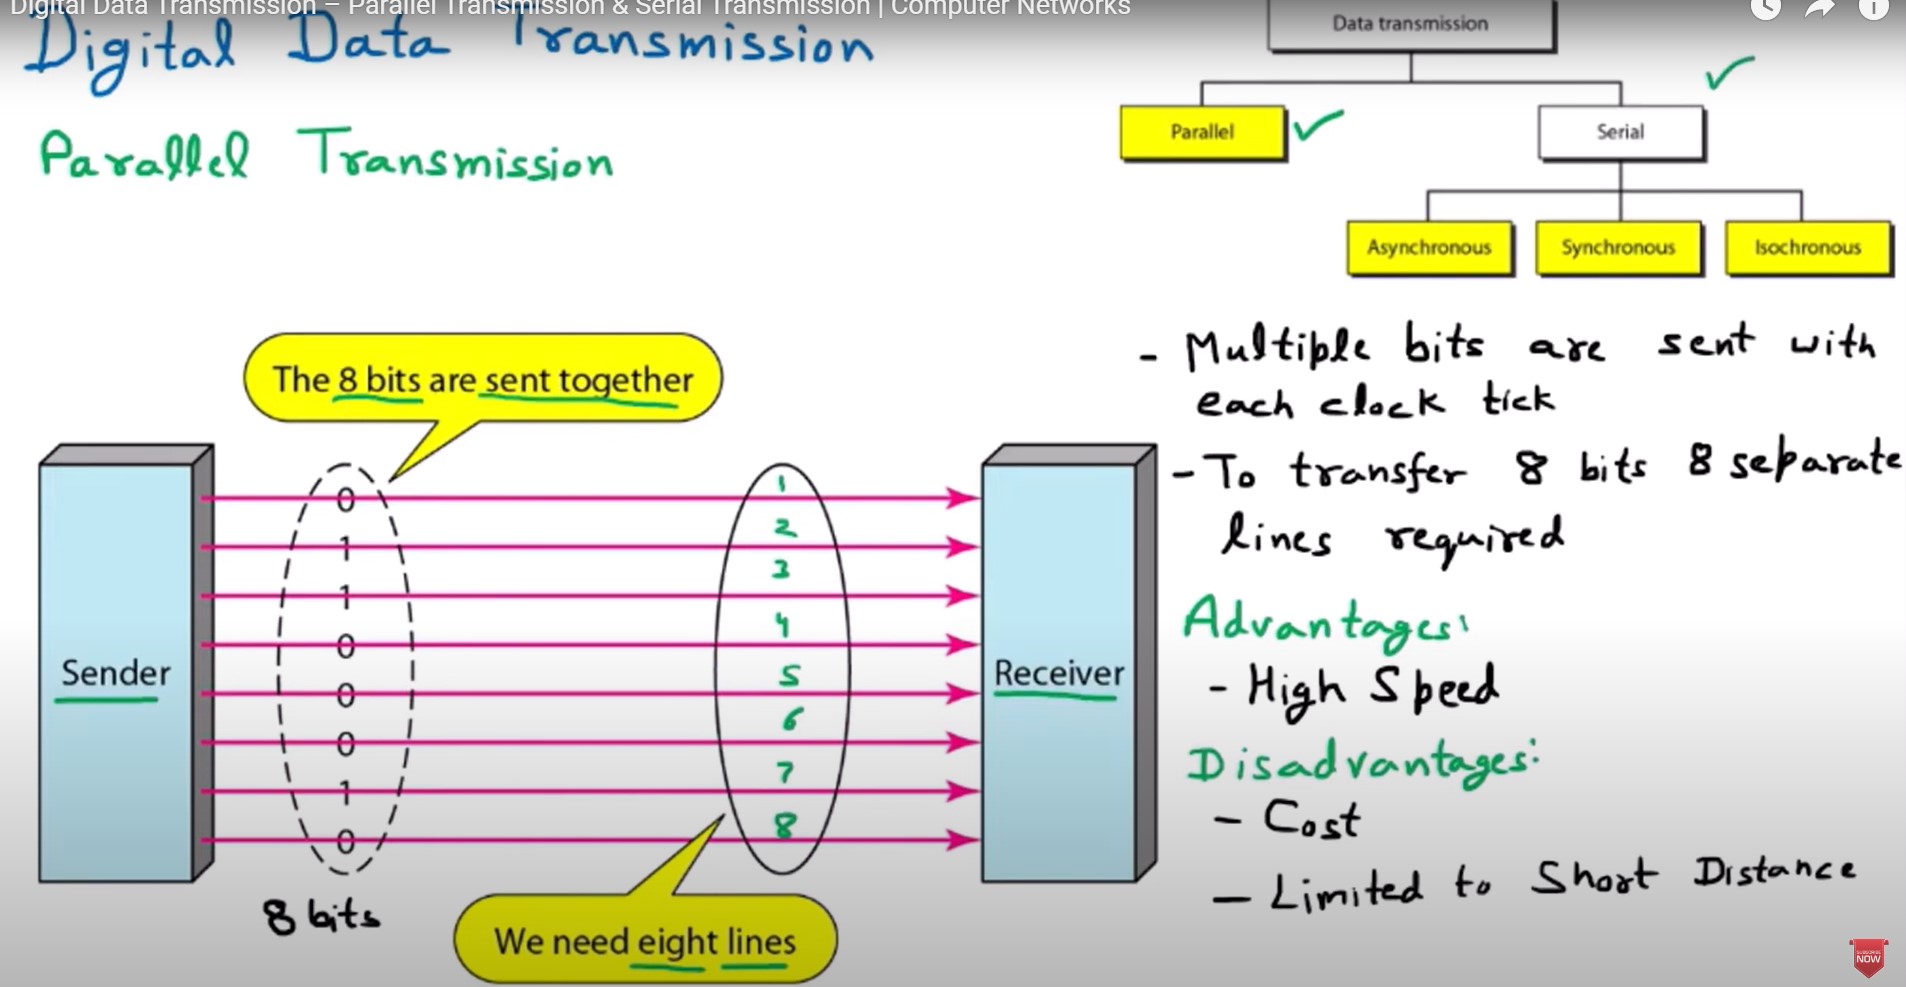 Digital Data Transmission – Parallel Transmission & Serial Transmission | Computer Networks
Digital Data Transmission
Parallel Transmission
Data transmission
Parallel
Serial
Asynchronous
Synchronous
Isochronous
The 8 bits are sent together
Sender
0
1
1
0
0
0
1
0
8 bits
1
2
3
4
5
6
7
8
We need eight lines
Receiver
- Multiple bits are sent with
each clock tick
- To transfer 8 bits 8 separate
lines required
Advantages:
- High Speed
Disadvantages:
- Cost
- Limited to Short Distance
SUBSCRIBE
NOW